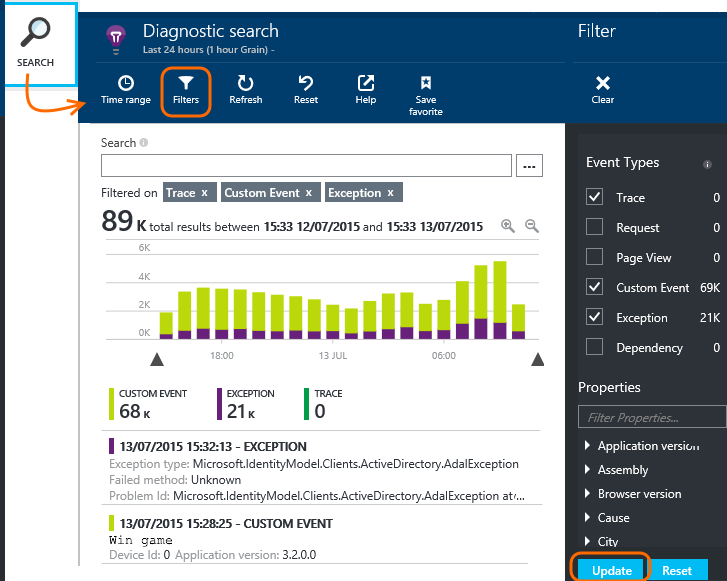 SEARCH
Diagnostic search
Last 24 hours (1 hour Grain) -
Time range
Filters
Refresh
Reset
Help
Save favorite
Search
...
Filtered on Trace x Custom Event x Exception x
89 K total results between 15:33 12/07/2015 and 15:33 13/07/2015
6K
4K
2K
0K
18:00 13 JUL 06:00
CUSTOM EVENT
68 K
EXCEPTION
21 K
TRACE
0
13/07/2015 15:32:13 - EXCEPTION
Exception type: Microsoft.IdentityModel.Clients.ActiveDirectory.AdalException
Failed method: Unknown
Problem Id: Microsoft.IdentityModel.Clients.ActiveDirectory.AdalException at ...
13/07/2015 15:28:25 - CUSTOM EVENT
Win game
Device Id: 0 Application version: 3.2.0.0
Filter
Clear
Event Types
Trace 0
Request 0
Page View 0
Custom Event 69K
Exception 21K
Dependency 0
Properties
Filter Properties...
Application version
Assembly
Browser version
Cause
City
Update Reset